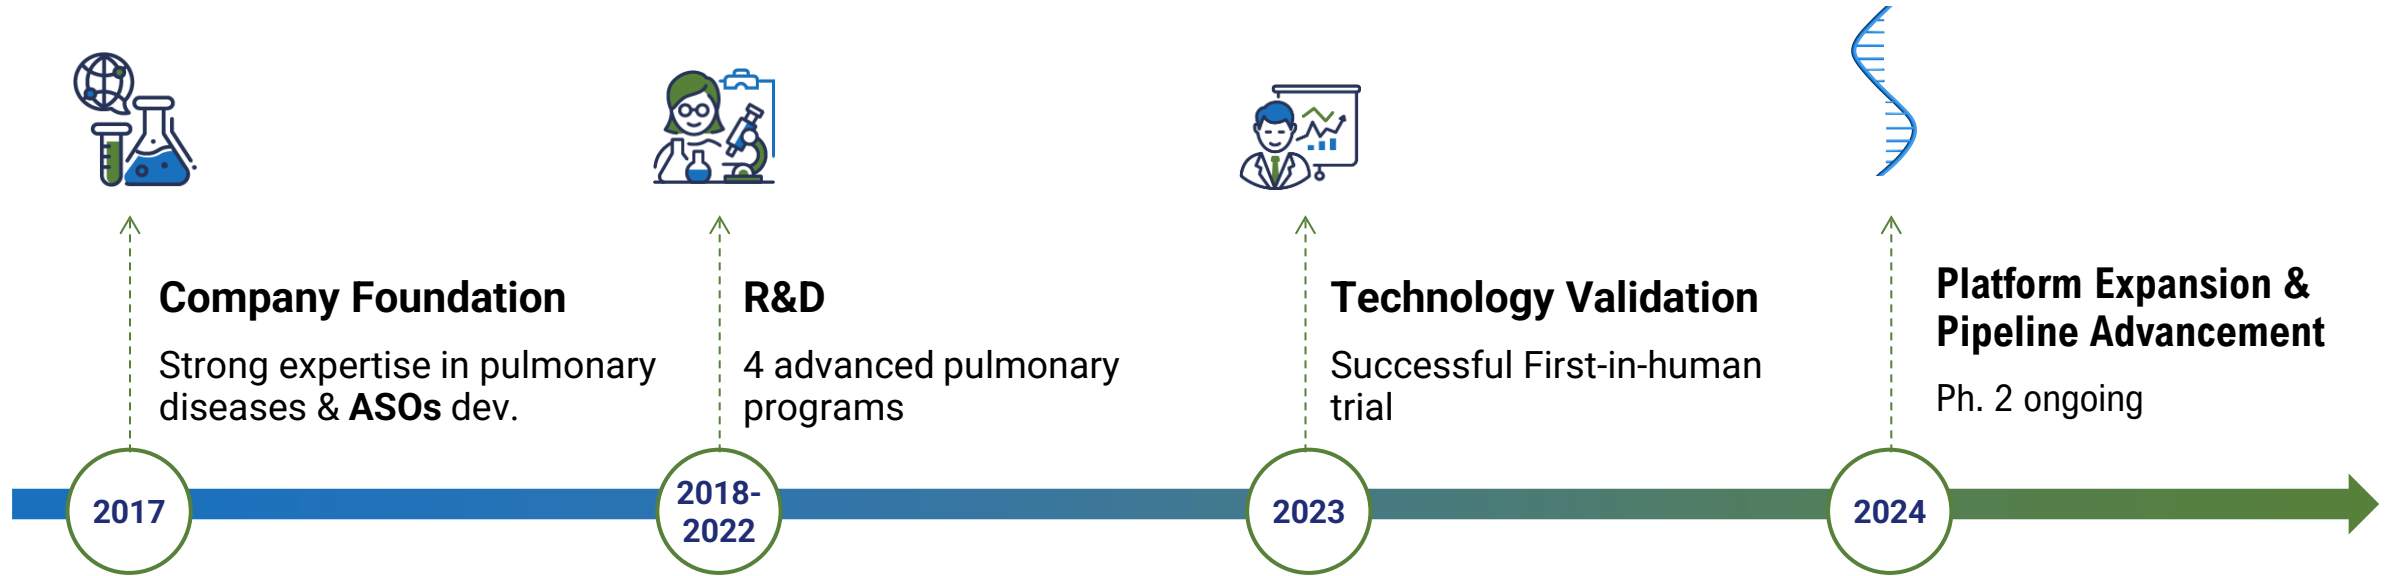 Company Foundation
Strong expertise in pulmonary
diseases & ASOs dev.
2017
R&D
4 advanced pulmonary
programs
2018-
2022
Technology Validation
Successful First-in-human
trial
2023
Platform Expansion &
Pipeline Advancement
Ph. 2 ongoing
2024